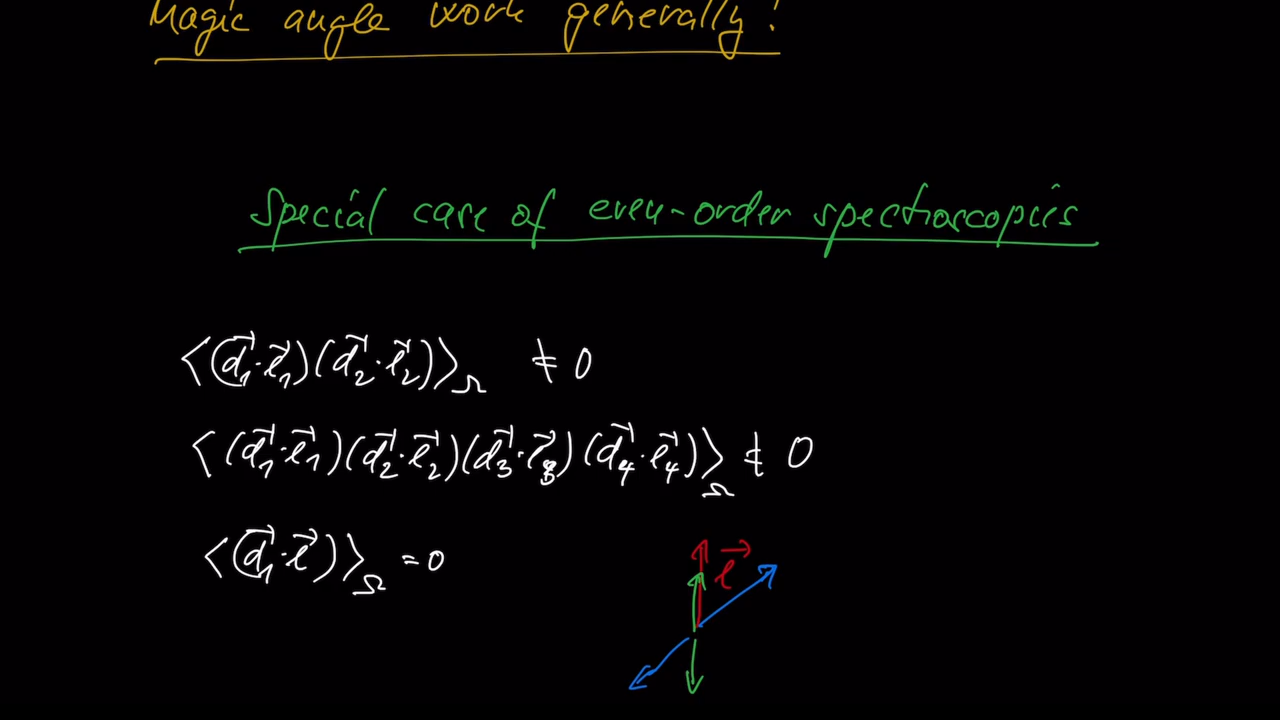 Magic angle work generally!
Special case of even-order spectroscopies
⟨(d⃗₁·e⃗₁)(d⃗₂·e⃗₂)⟩_Ω ≠ 0
⟨(d⃗₁·e⃗₁)(d⃗₂·e⃗₂)(d⃗₃·e⃗₃)(d⃗₄·e⃗₄)⟩_Ω ≠ 0
⟨(d⃗₁·e⃗)⟩_Ω = 0
e⃗